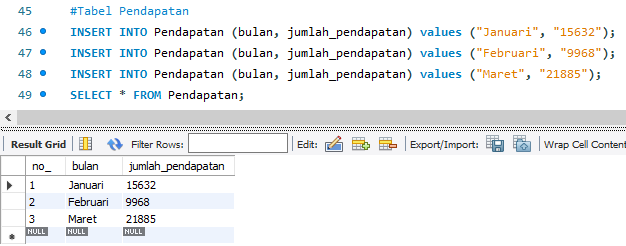 45 #Tabel Pendapatan
46 INSERT INTO Pendapatan (bulan, jumlah_pendapatan) values ("Januari", "15632");
47 INSERT INTO Pendapatan (bulan, jumlah_pendapatan) values ("Februari", "9968");
48 INSERT INTO Pendapatan (bulan, jumlah_pendapatan) values ("Maret", "21885");
49 SELECT * FROM Pendapatan;
Result Grid Filter Rows: Edit: Export/Import: Wrap Cell Content
no_ bulan jumlah_pendapatan
1 Januari 15632
2 Februari 9968
3 Maret 21885
NULL NULL NULL